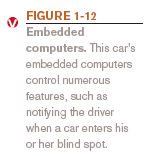 FIGURE 1-12
Embedded
computers. This car's
embedded computers
control numerous
features, such as
notifying the driver
when a car enters his
or her blind spot.